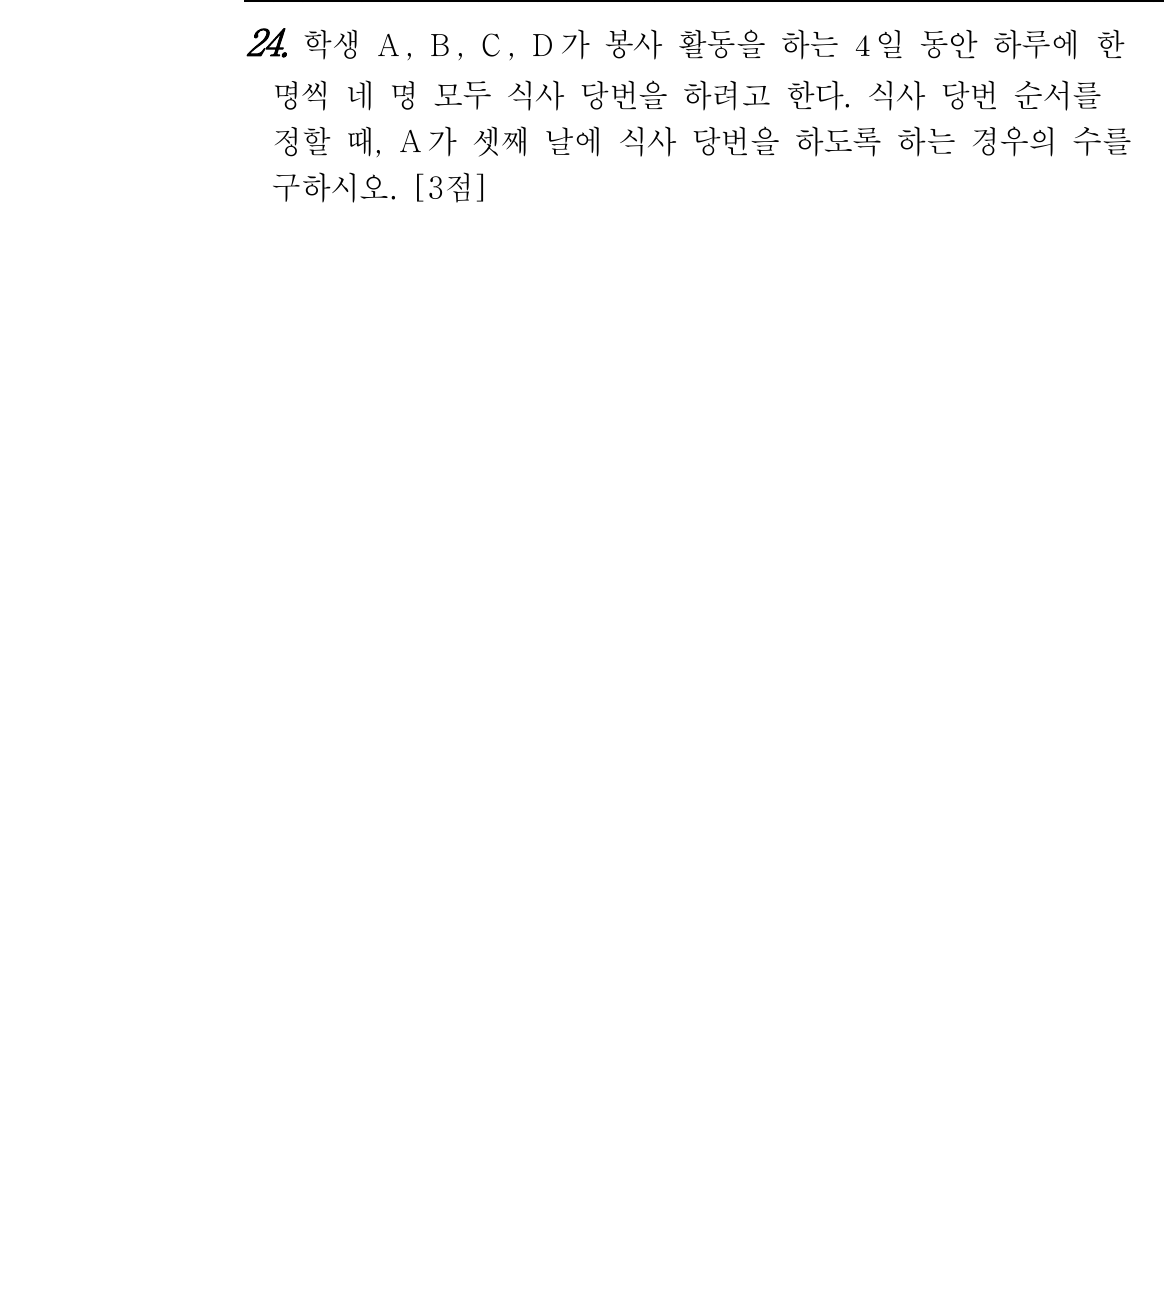 24. 학생 A, B, C, D가 봉사 활동을 하는 4일 동안 하루에 한
명씩 네 명 모두 식사 당번을 하려고 한다. 식사 당번 순서를
정할 때, A가 셋째 날에 식사 당번을 하도록 하는 경우의 수를
구하시오. [3점]